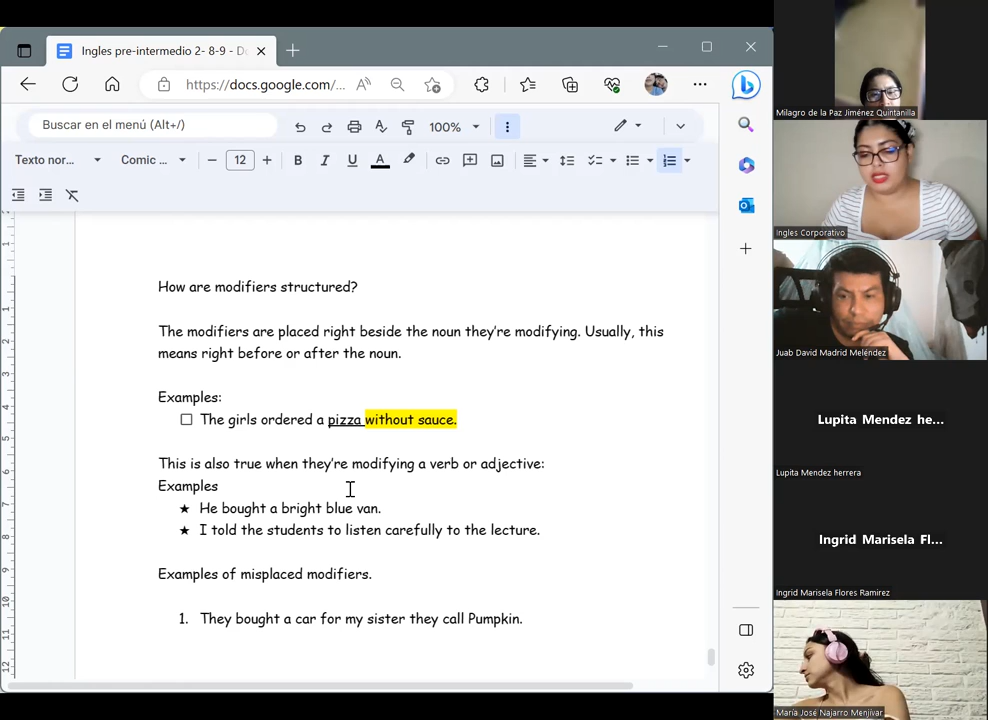 Ingles pre-intermedio 2- 8-9 - D
https://docs.google.com/...
Buscar en el menú (Alt+/)
100%
Texto nor...
Comic ...
12
How are modifiers structured?
The modifiers are placed right beside the noun they're modifying. Usually, this
means right before or after the noun.
Examples:
The girls ordered a pizza without sauce.
This is also true when they're modifying a verb or adjective:
Examples
★ He bought a bright blue van.
★ I told the students to listen carefully to the lecture.
Examples of misplaced modifiers.
1. They bought a car for my sister they call Pumpkin.
Milagro de la Paz Jiménez Quintanilla
Ingles Corporativo
Juab David Madrid Meléndez
Lupita Mendez he...
Lupita Mendez herrera
Ingrid Marisela Fl...
Ingrid Marisela Flores Ramirez
María José Najarro Menjívar